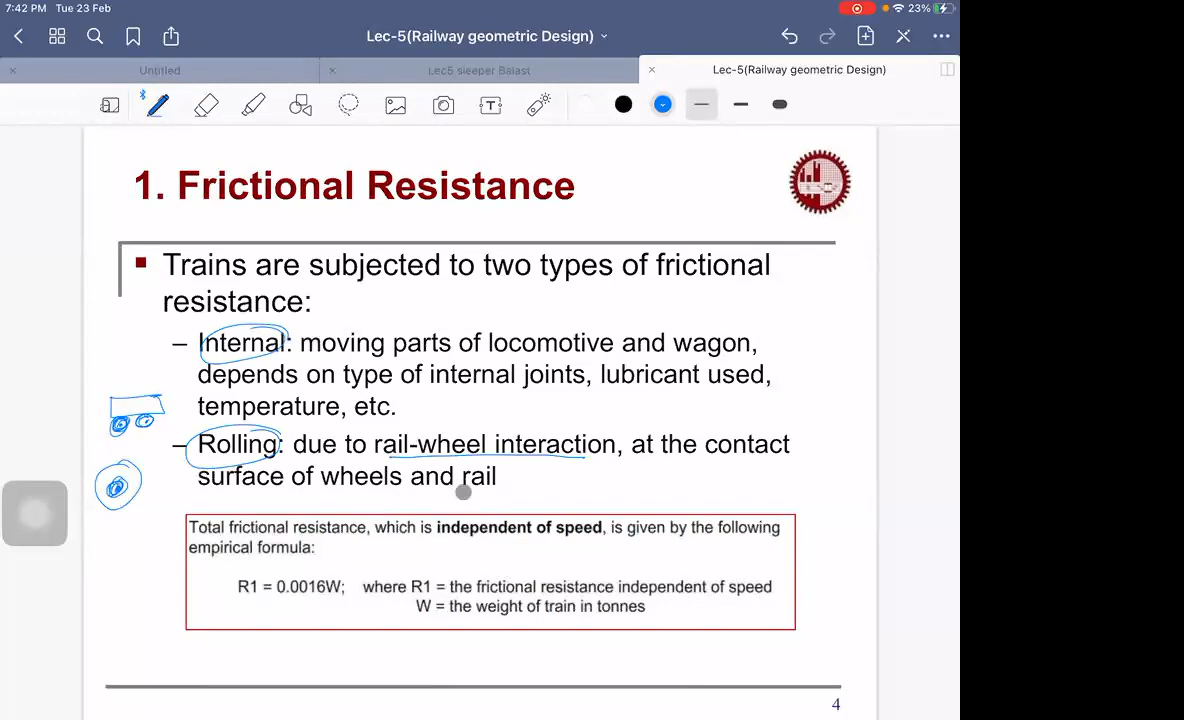 7:42 PM Tue 23 Feb
23%
Lec-5(Railway geometric Design)
Untitled
Lec5 sleeper Balast
Lec-5(Railway geometric Design)
1. Frictional Resistance
Trains are subjected to two types of frictional
resistance:
– Internal: moving parts of locomotive and wagon,
depends on type of internal joints, lubricant used,
temperature, etc.
– Rolling: due to rail-wheel interaction, at the contact
surface of wheels and rail
Total frictional resistance, which is independent of speed, is given by the following
empirical formula:
R1 = 0.0016W; where R1 = the frictional resistance independent of speed
W = the weight of train in tonnes
4